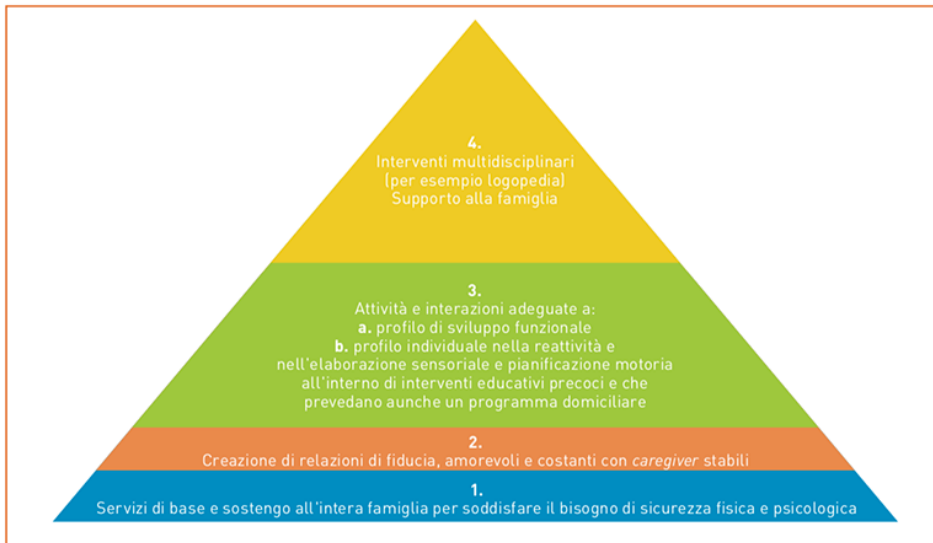 4.
Interventi multidisciplinari
(per esempio logopedia)
Supporto alla famiglia
3.
Attività e interazioni adeguate a:
a. profilo di sviluppo funzionale
b. profilo individuale nella reattività e
nell'elaborazione sensoriale e pianificazione motoria
all'interno di interventi educativi precoci e che
prevedano aunche un programma domiciliare
2.
Creazione di relazioni di fiducia, amorevoli e costanti con caregiver stabili
1.
Servizi di base e sostengo all'intera famiglia per soddisfare il bisogno di sicurezza fisica e psicologica